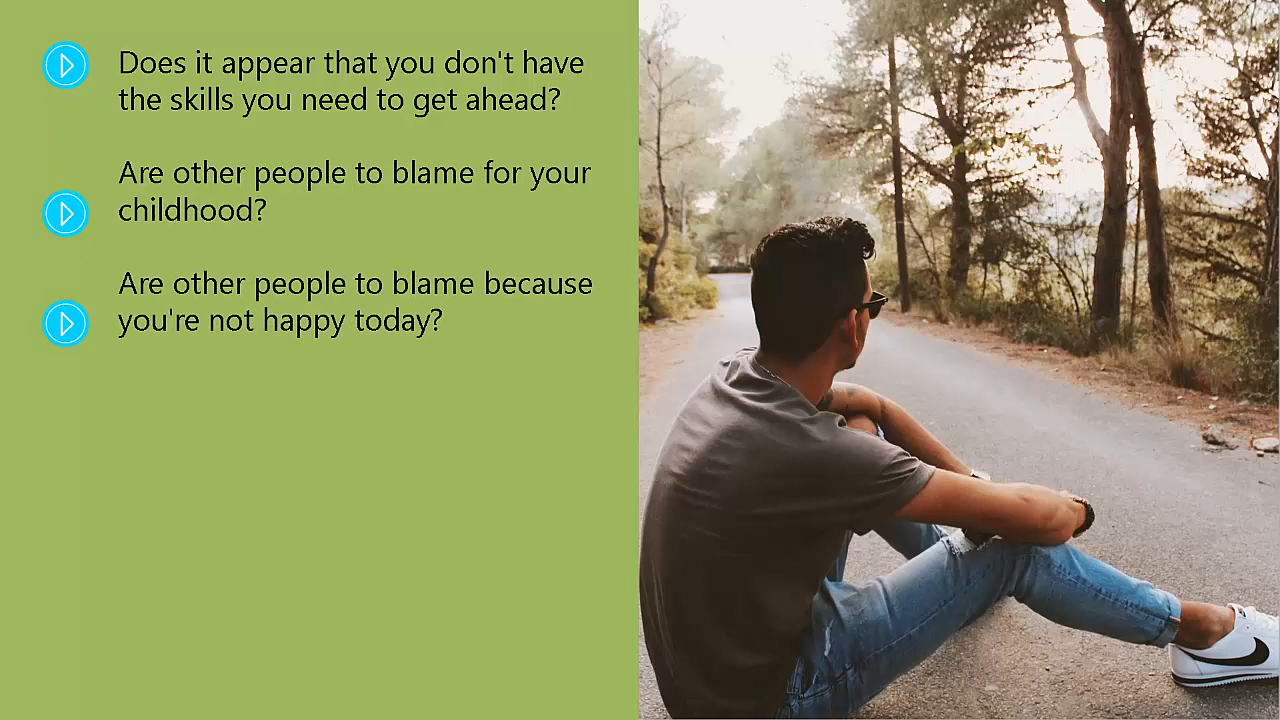 Does it appear that you don't have
the skills you need to get ahead?
Are other people to blame for your
childhood?
Are other people to blame because
you're not happy today?